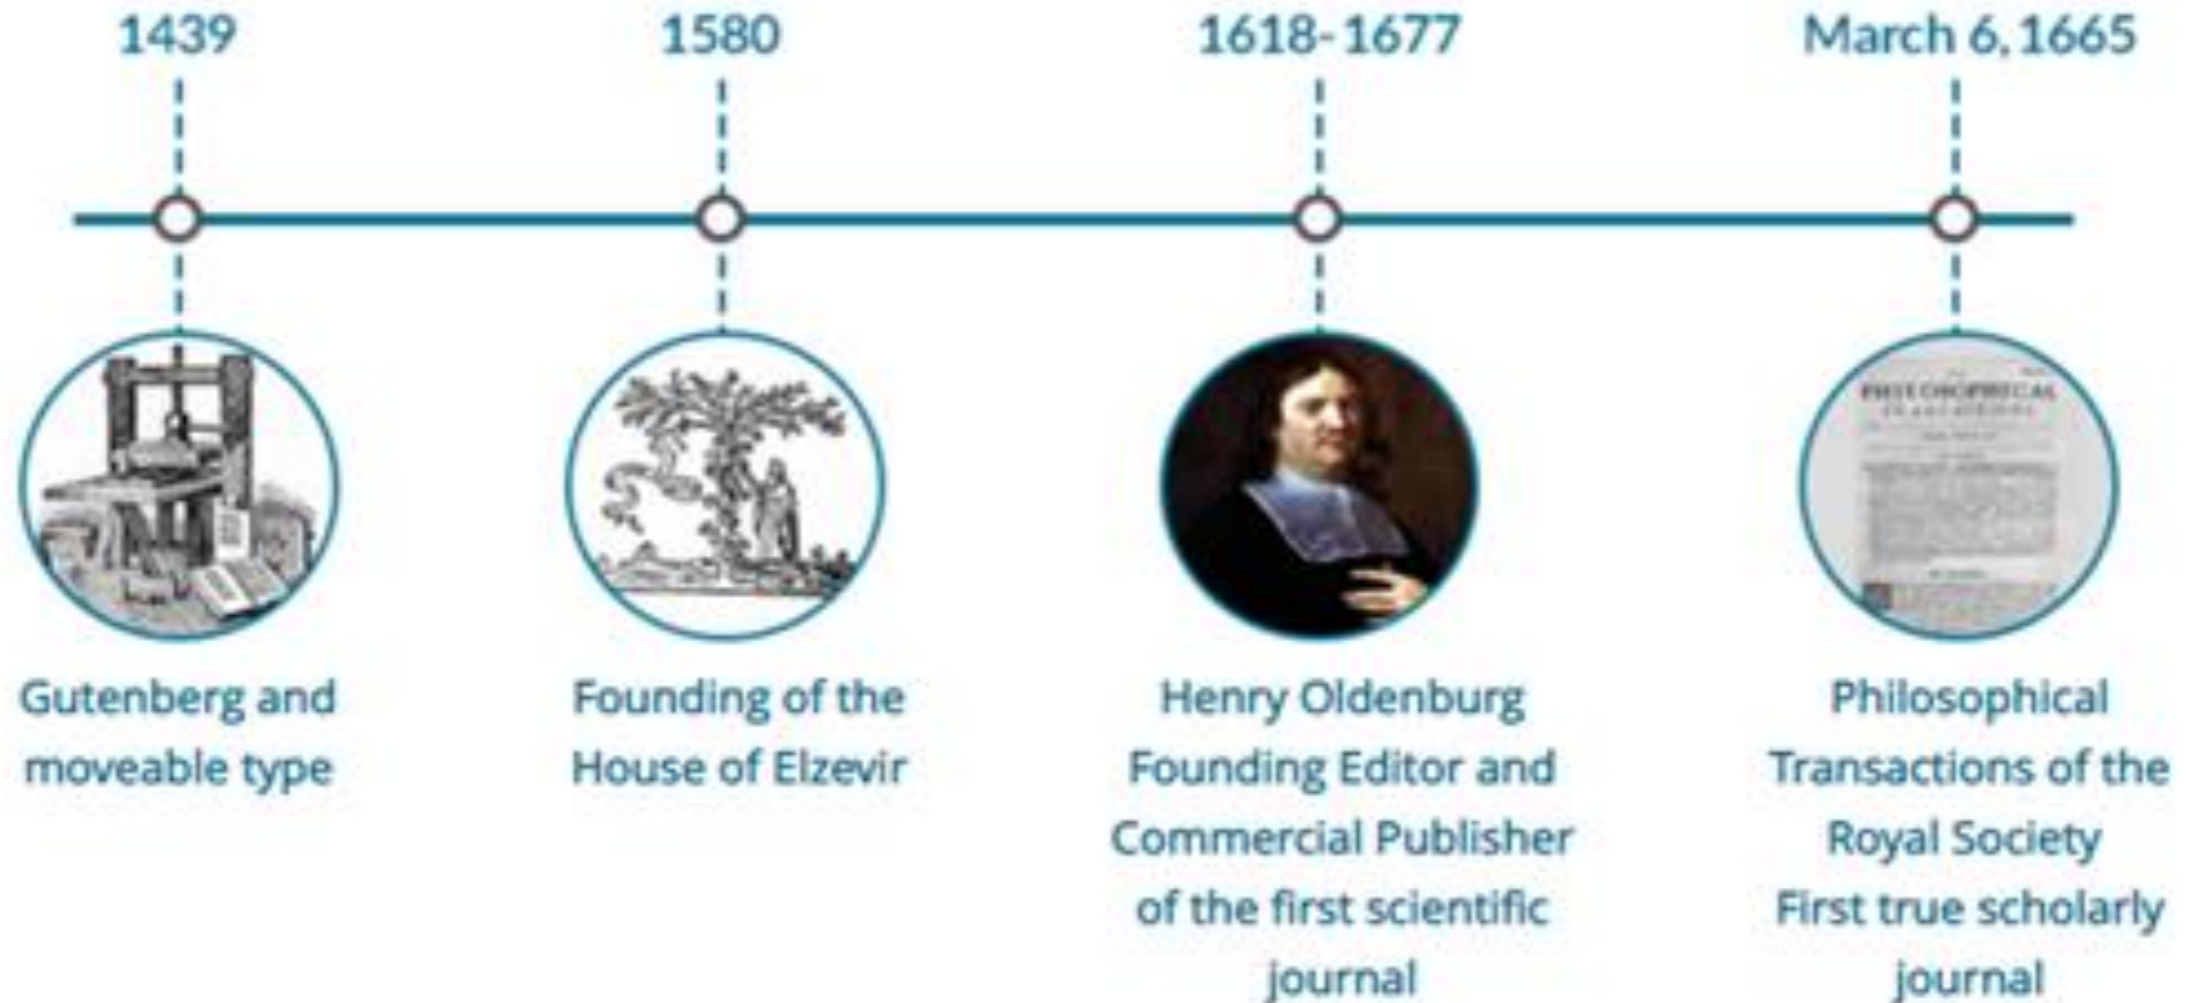 1439
1580
1618-1677
March 6, 1665
Gutenberg and
moveable type
Founding of the
House of Elzevir
Henry Oldenburg
Founding Editor and
Commercial Publisher
of the first scientific
journal
Philosophical
Transactions of the
Royal Society
First true scholarly
journal
PHILOSOPHICAL